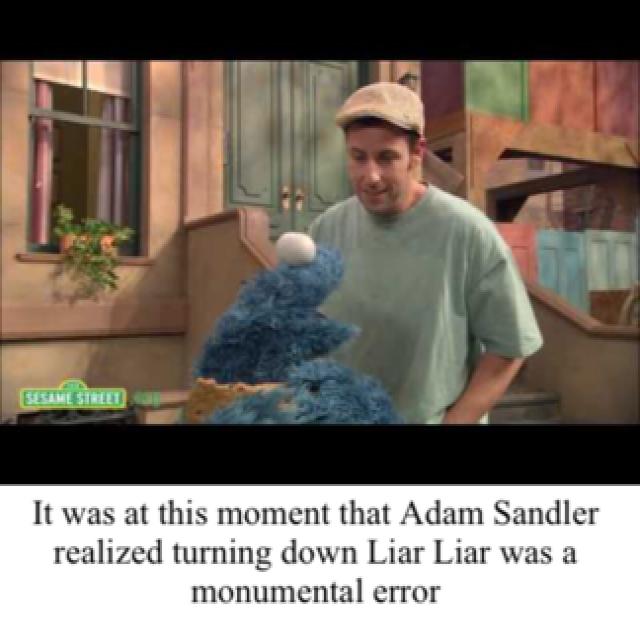 SESAME STREET
It was at this moment that Adam Sandler
realized turning down Liar Liar was a
monumental error